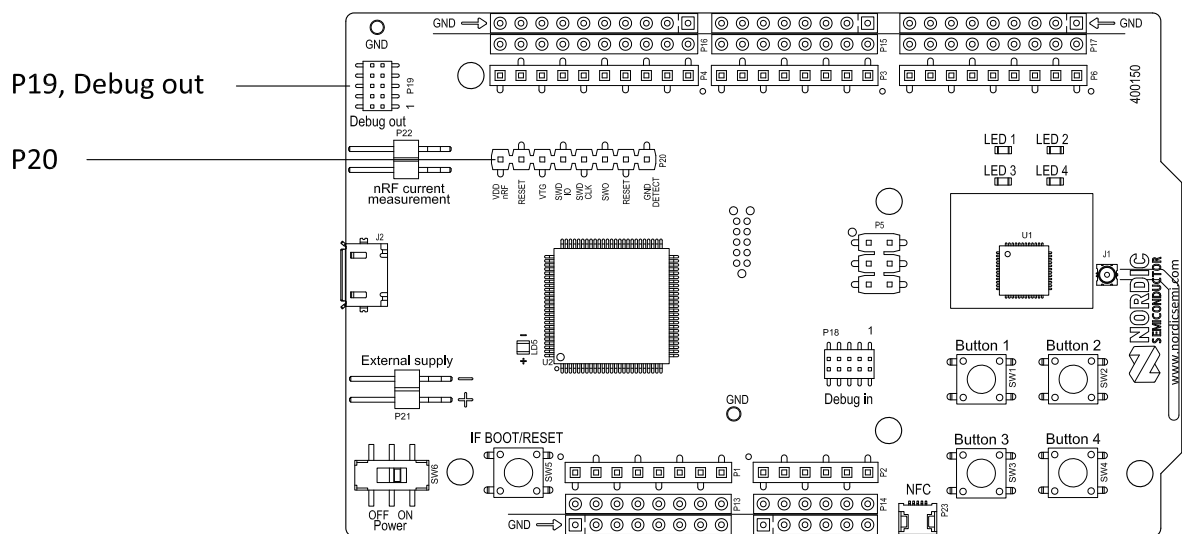 GND
GND
GND
P16
P15
P17
P19, Debug out
P19
1
P4
P3
P6
400150
Debug out
P22
LED 1
LED 2
P20
P20
LED 3
LED 4
VDD
nRF
RESET
VTG
SWD
IO
SWD
CLK
SWO
RESET
GND
DETECT
nRF current
measurement
P5
U1
J2
J1
NORDIC
SEMICONDUCTOR
www.nordicsemi.com
P18
1
-
LD5
+
U2
External supply
-
+
P21
Debug in
Button 1
Button 2
SW1
SW2
GND
IF BOOT/RESET
Button 3
Button 4
SW6
SW5
P1
P2
SW3
SW4
NFC
P13
P14
P23
OFF
ON
Power
GND